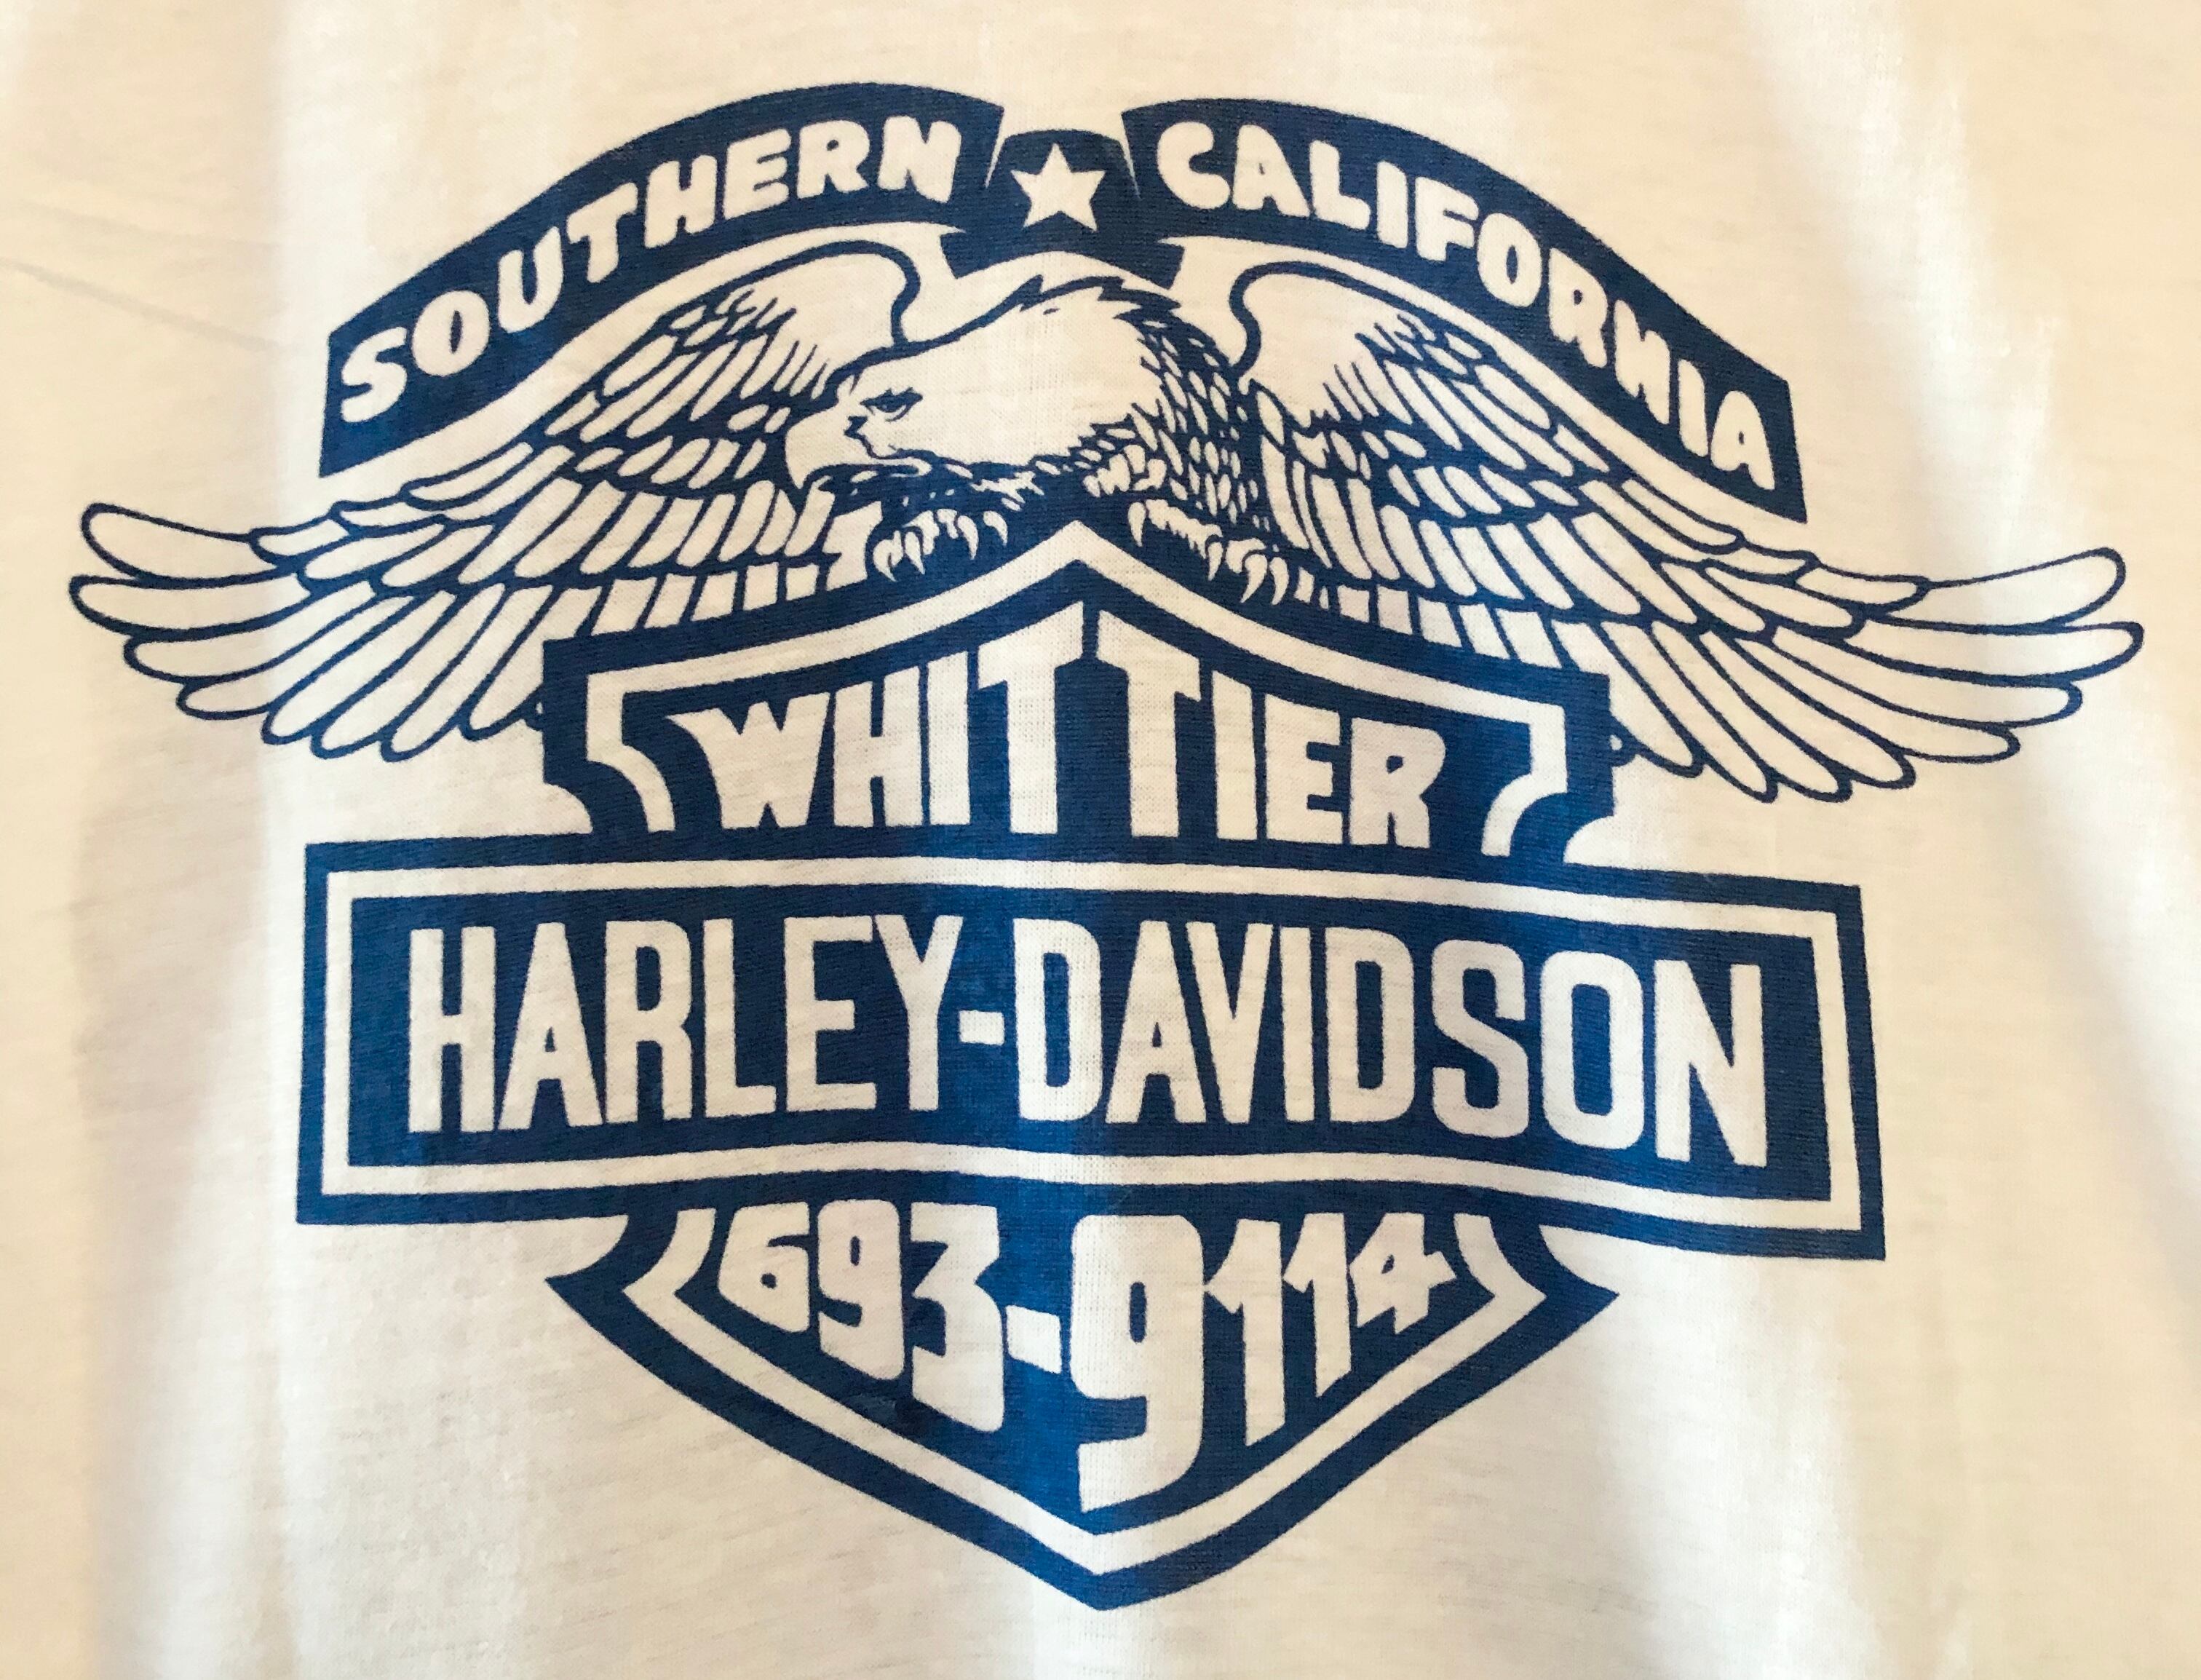 SOUTHERN ★ CALIFORNIA
WHITTIER
HARLEY-DAVIDSON
693-9114